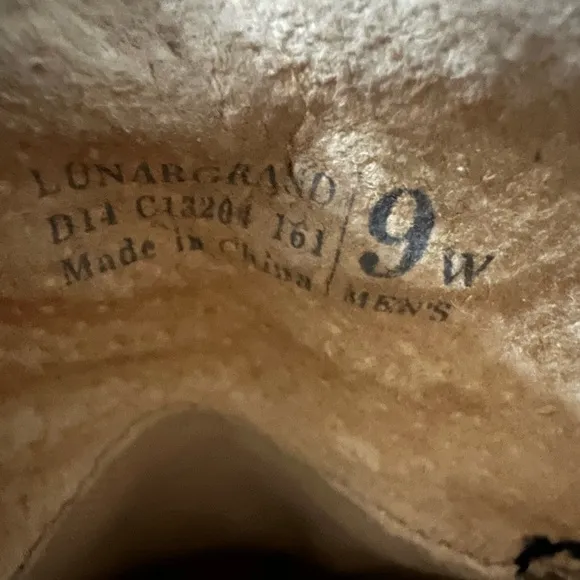 LUNARGRAND
D14 C13204 161
Made in China
9 W
MEN'S